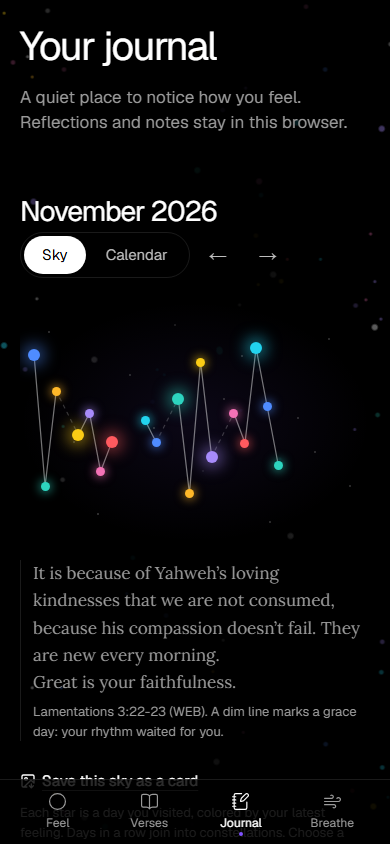 Your journal
A quiet place to notice how you feel.
Reflections and notes stay in this browser.
November 2026
Sky Calendar ← →
It is because of Yahweh’s loving
kindnesses that we are not consumed,
because his compassion doesn’t fail. They
are new every morning.
Great is your faithfulness.
Lamentations 3:22-23 (WEB). A dim line marks a grace
day: your rhythm waited for you.
Save this sky as a card
Each star is a day you visited, colored by your latest
feeling. Days in a row join into constellations. Choose a
Feel Verses Journal Breathe